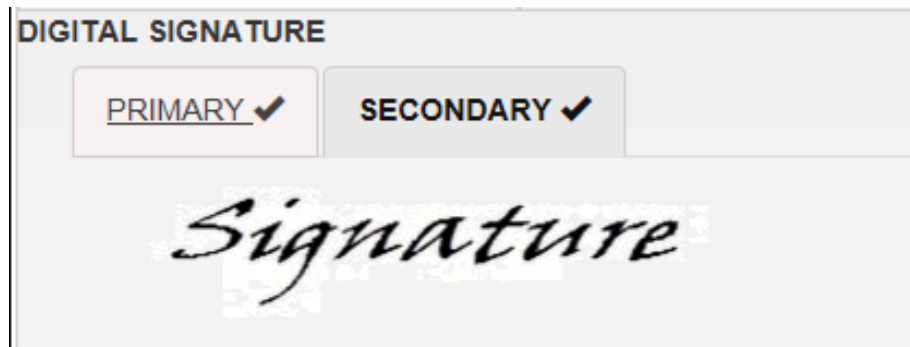 DIGITAL SIGNATURE
PRIMARY ✔ SECONDARY ✔
Signature